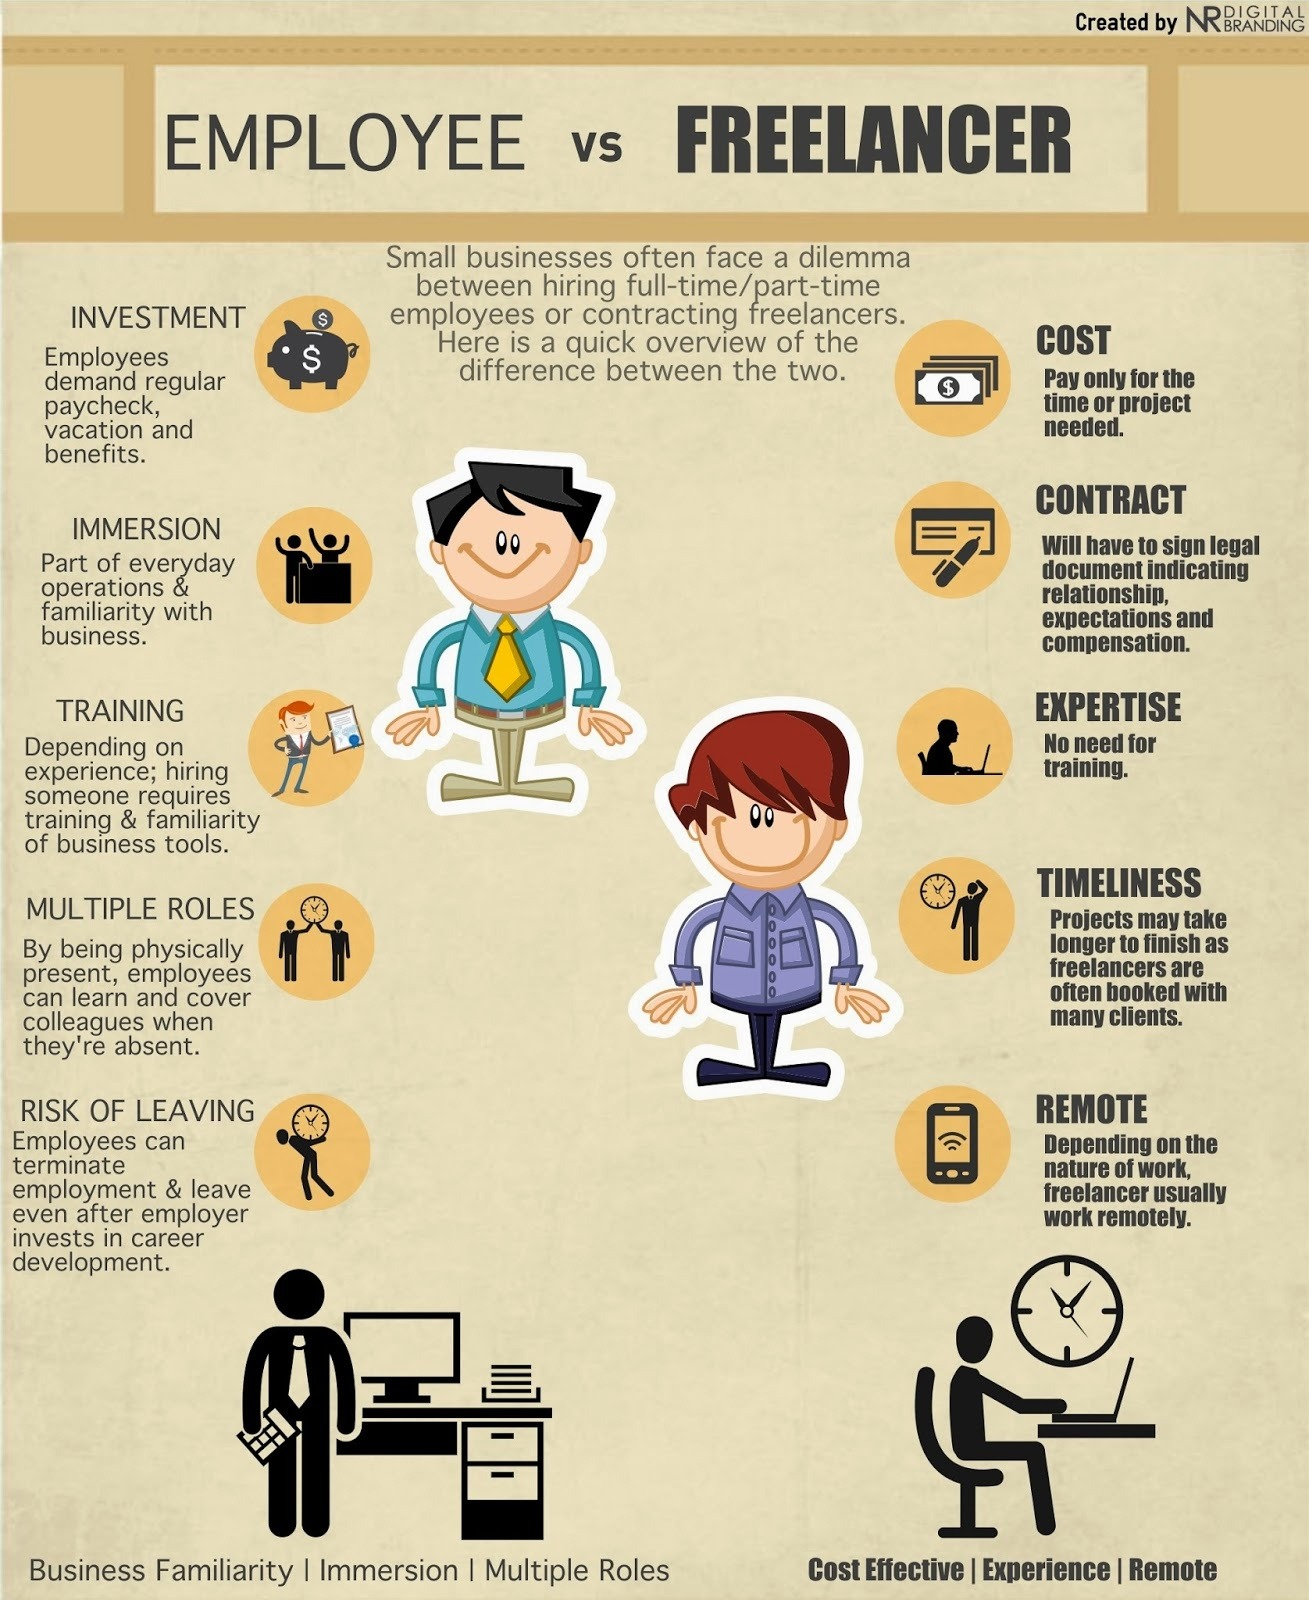 Created by NR DIGITAL
BRANDING
EMPLOYEE vs FREELANCER
Small businesses often face a dilemma
between hiring full-time/part-time
employees or contracting freelancers.
Here is a quick overview of the
difference between the two.
INVESTMENT
Employees
demand regular
paycheck,
vacation and
benefits.
IMMERSION
Part of everyday
operations &
familiarity with
business.
TRAINING
Depending on
experience; hiring
someone requires
training & familiarity
of business tools.
MULTIPLE ROLES
By being physically
present, employees
can learn and cover
colleagues when
they're absent.
RISK OF LEAVING
Employees can
terminate
employment & leave
even after employer
invests in career
development.
Business Familiarity | Immersion | Multiple Roles
COST
Pay only for the
time or project
needed.
CONTRACT
Will have to sign legal
document indicating
relationship,
expectations and
compensation.
EXPERTISE
No need for
training.
TIMELINESS
Projects may take
longer to finish as
freelancers are
often booked with
many clients.
REMOTE
Depending on the
nature of work,
freelancer usually
work remotely.
Cost Effective | Experience | Remote